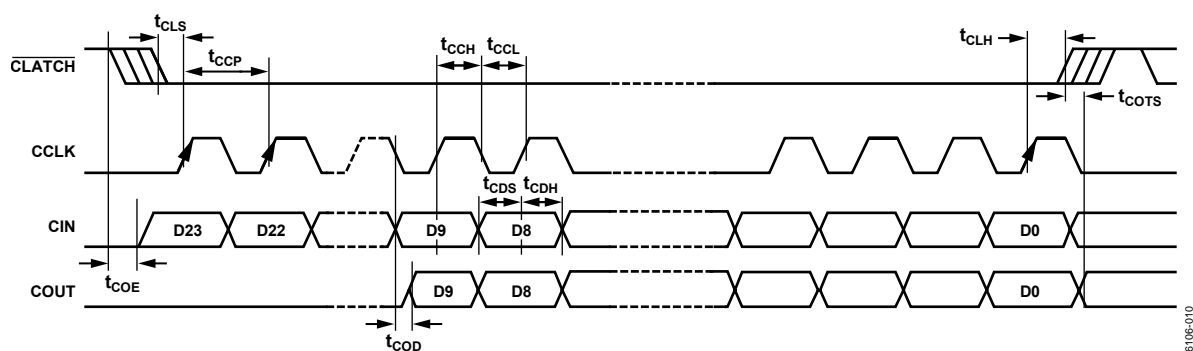 tCLS
tCCP
tCCH
tCCL
tCLH
CLATCH
tCOTS
CCLK
tCDS
tCDH
CIN
D23
D22
D9
D8
D0
tCOE
COUT
D9
D8
D0
tCOD
6106-010